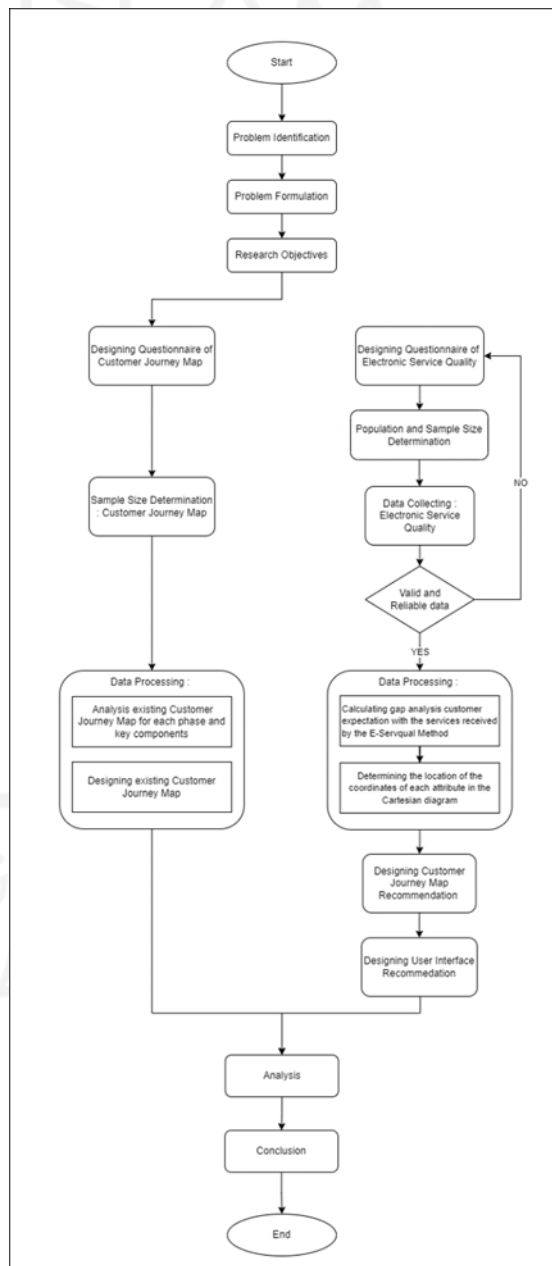 Start
Problem Identification
Problem Formulation
Research Objectives
Designing Questionnaire of
Customer Journey Map
Sample Size Determination
: Customer Journey Map
Data Processing :
Analysis existing Customer
Journey Map for each phase and
key components
Designing existing Customer
Journey Map
Designing Questionnaire of
Electronic Service Quality
Population and Sample Size
Determination
Data Collecting :
Electronic Service
Quality
Valid and
Reliable data
NO
YES
Data Processing :
Calculating gap analysis customer
expectation with the services received
by the E-Servqual Method
Determining the location of the
coordinates of each attribute in the
Cartesian diagram
Designing Customer
Journey Map
Recommendation
Designing User Interface
Recommedation
Analysis
Conclusion
End